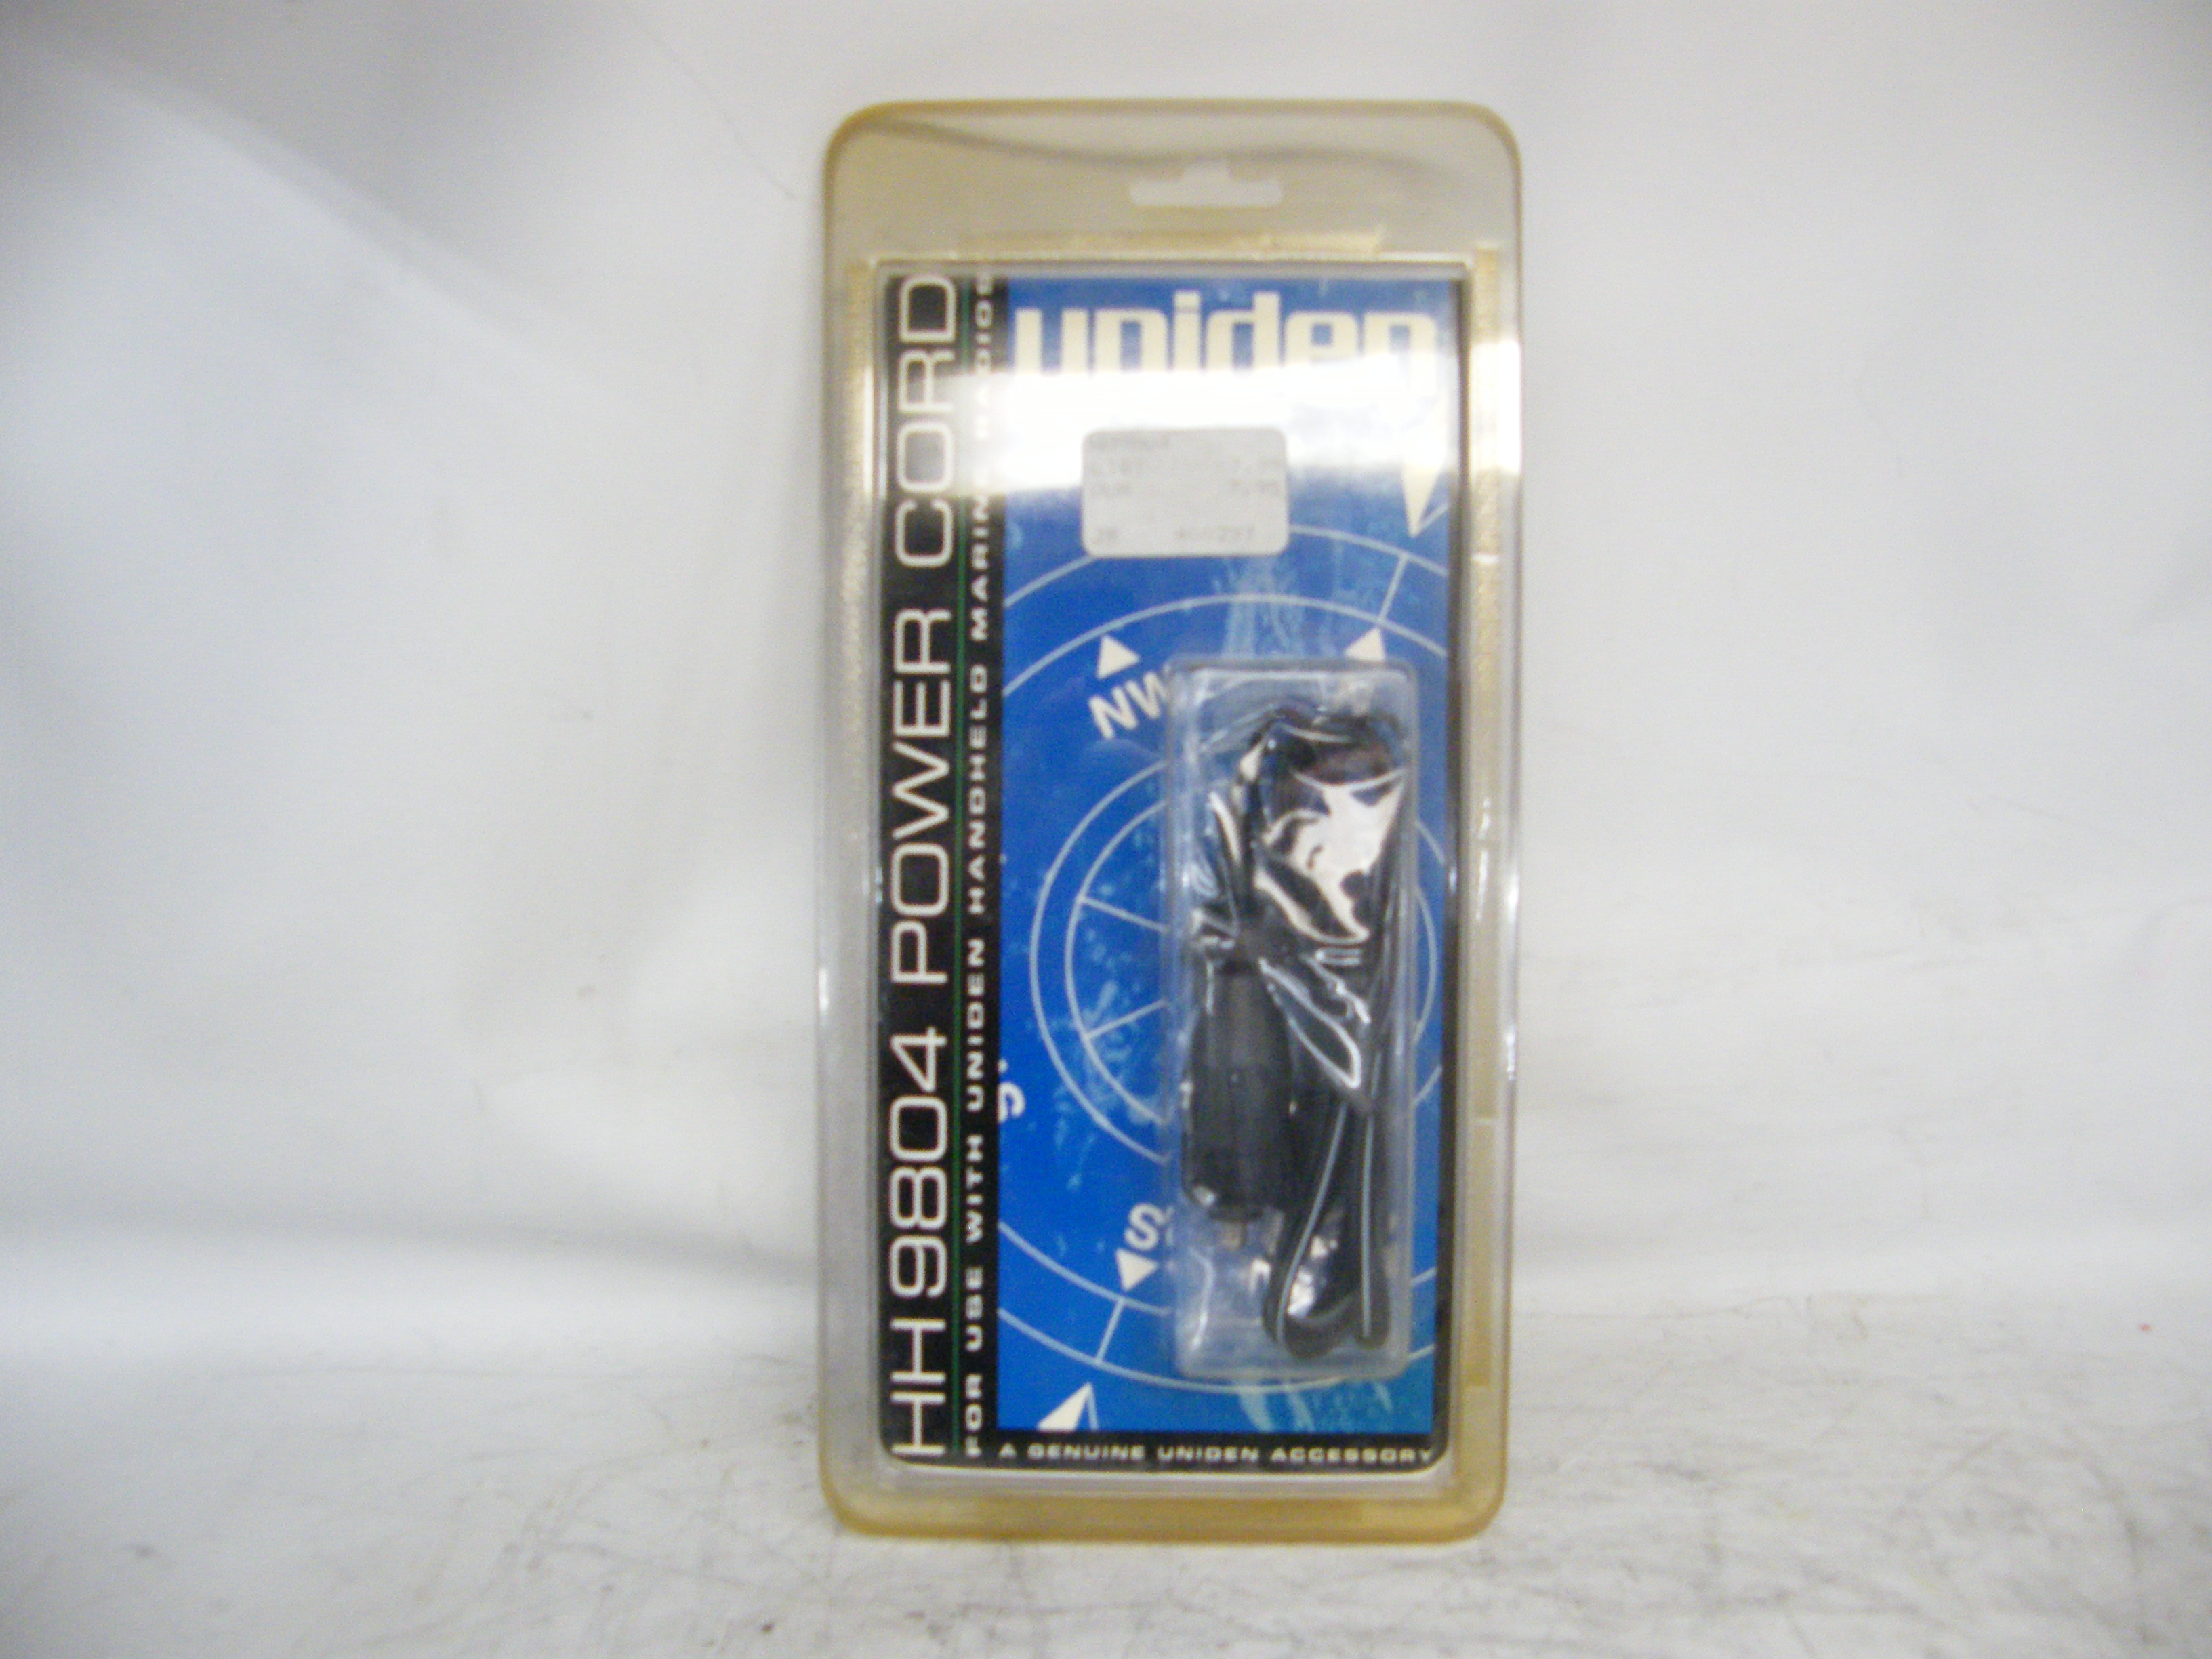 uniden
HH 9804 POWER CORD
FOR USE WITH UNIDEN HANDHELD MARINE RADIOS
NW
A GENUINE UNIDEN ACCESSORY